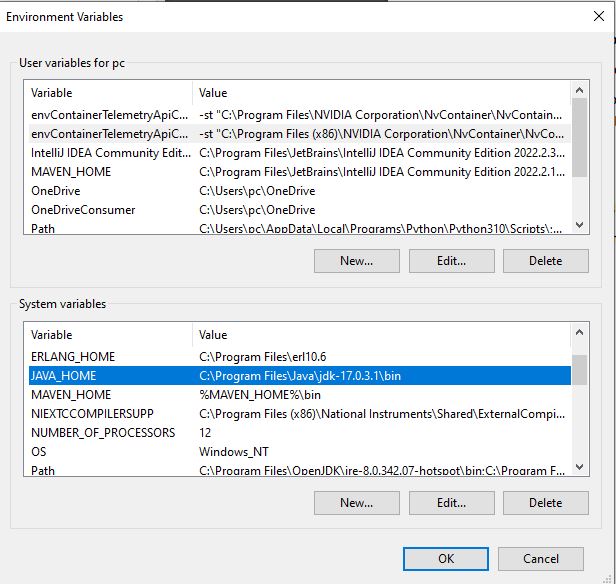 Environment Variables
User variables for pc
Variable Value
envContainerTelemetryApiC... -st "C:\Program Files\NVIDIA Corporation\NvContainer\NvContain...
envContainerTelemetryApiC... -st "C:\Program Files (x86)\NVIDIA Corporation\NvContainer\NvCo...
IntelliJ IDEA Community Edit... C:\Program Files\JetBrains\IntelliJ IDEA Community Edition 2022.2.3...
MAVEN_HOME C:\Program Files\JetBrains\IntelliJ IDEA Community Edition 2022.2.1...
OneDrive C:\Users\pc\OneDrive
OneDriveConsumer C:\Users\pc\OneDrive
Path C:\Users\pc\AppData\Local\Programs\Python\Python310\Scripts\;...
New... Edit... Delete
System variables
Variable Value
ERLANG_HOME C:\Program Files\erl10.6
JAVA_HOME C:\Program Files\Java\jdk-17.0.3.1\bin
MAVEN_HOME %MAVEN_HOME%\bin
NIEXTCCOMPILERSUPP C:\Program Files (x86)\National Instruments\Shared\ExternalCompi...
NUMBER_OF_PROCESSORS 12
OS Windows_NT
Path C:\Program Files\OpenJDK\jre-8.0.342.07-hotspot\bin;C:\Program F...
New... Edit... Delete
OK Cancel